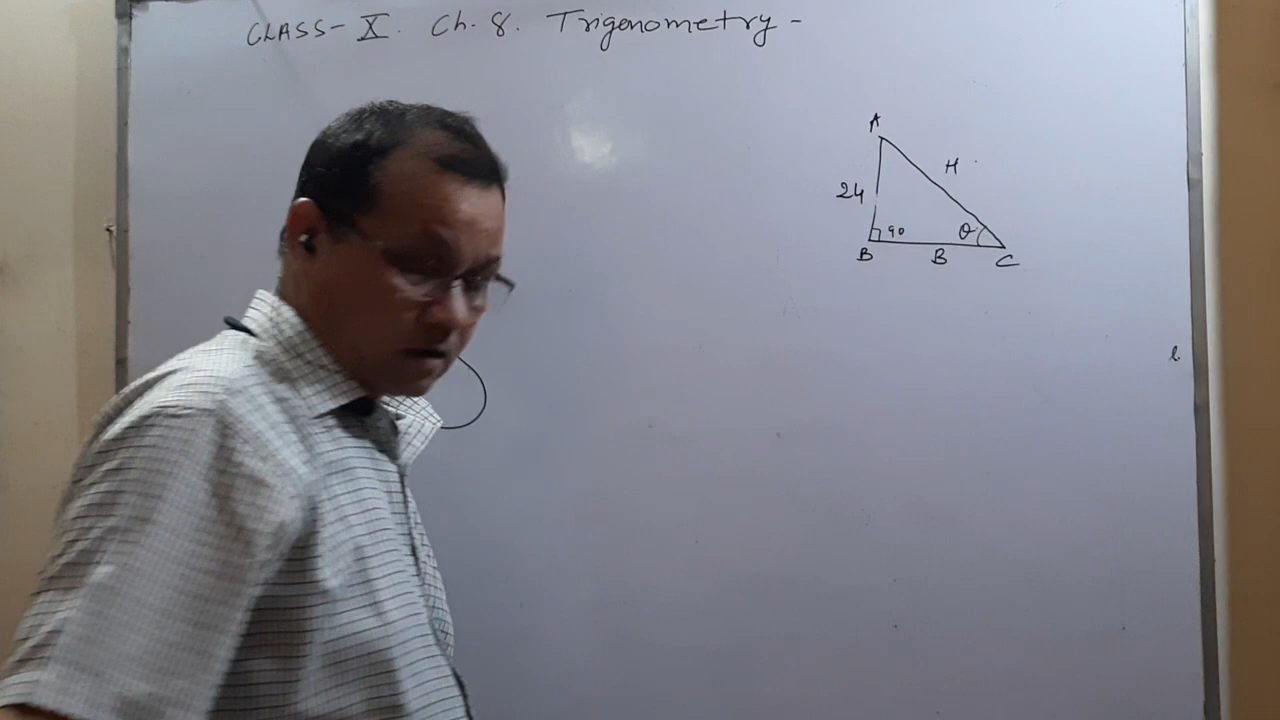 CLASS-X. Ch. 8. Trigonometry -
A
H
24
90 θ
B B C
l